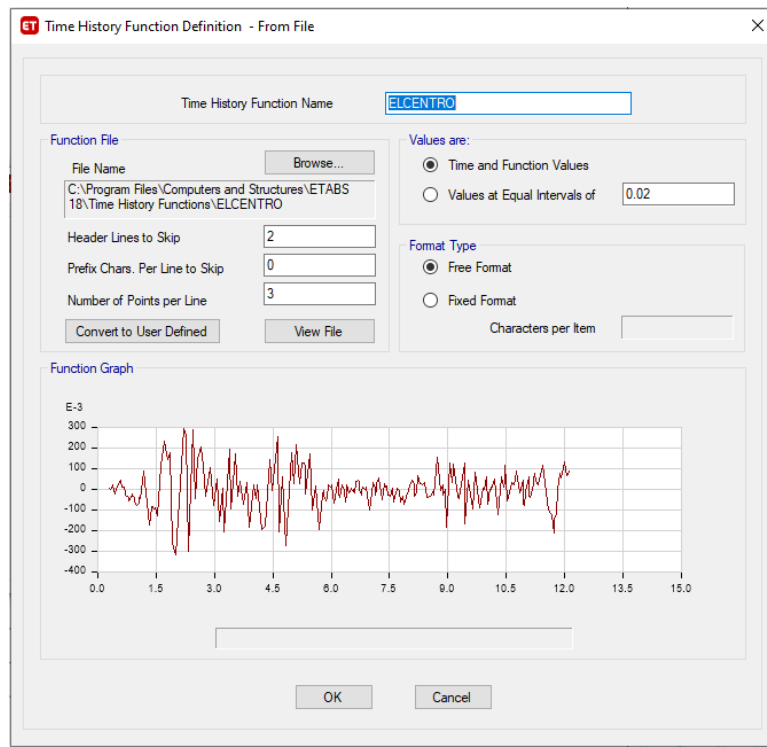 ET Time History Function Definition - From File
Time History Function Name ELCENTRO
Function File
File Name Browse...
C:\Program Files\Computers and Structures\ETABS
18\Time History Functions\ELCENTRO
Header Lines to Skip 2
Prefix Chars. Per Line to Skip 0
Number of Points per Line 3
Convert to User Defined View File
Values are:
Time and Function Values
Values at Equal Intervals of 0.02
Format Type
Free Format
Fixed Format
Characters per Item
Function Graph
E-3
300
200
100
0
-100
-200
-300
-400
0.0 1.5 3.0 4.5 6.0 7.5 9.0 10.5 12.0 13.5 15.0
OK Cancel